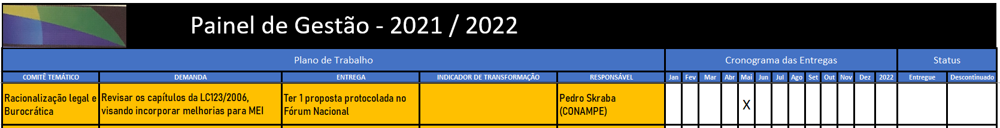 Painel de Gestão - 2021 / 2022
Plano de Trabalho Cronograma das Entregas Status
COMITÊ TEMÁTICO DEMANDA ENTREGA INDICADOR DE TRANSFORMAÇÃO RESPONSÁVEL Jan Fev Mar Abr Mai Jun Jul Ago Set Out Nov Dez 2022 Entregue Descontinuado
Racionalização legal e
Burocrática
Revisar os capítulos da LC123/2006,
visando incorporar melhorias para MEI
Ter 1 proposta protocolada no
Fórum Nacional
Pedro Skraba
(CONAMPE)
X